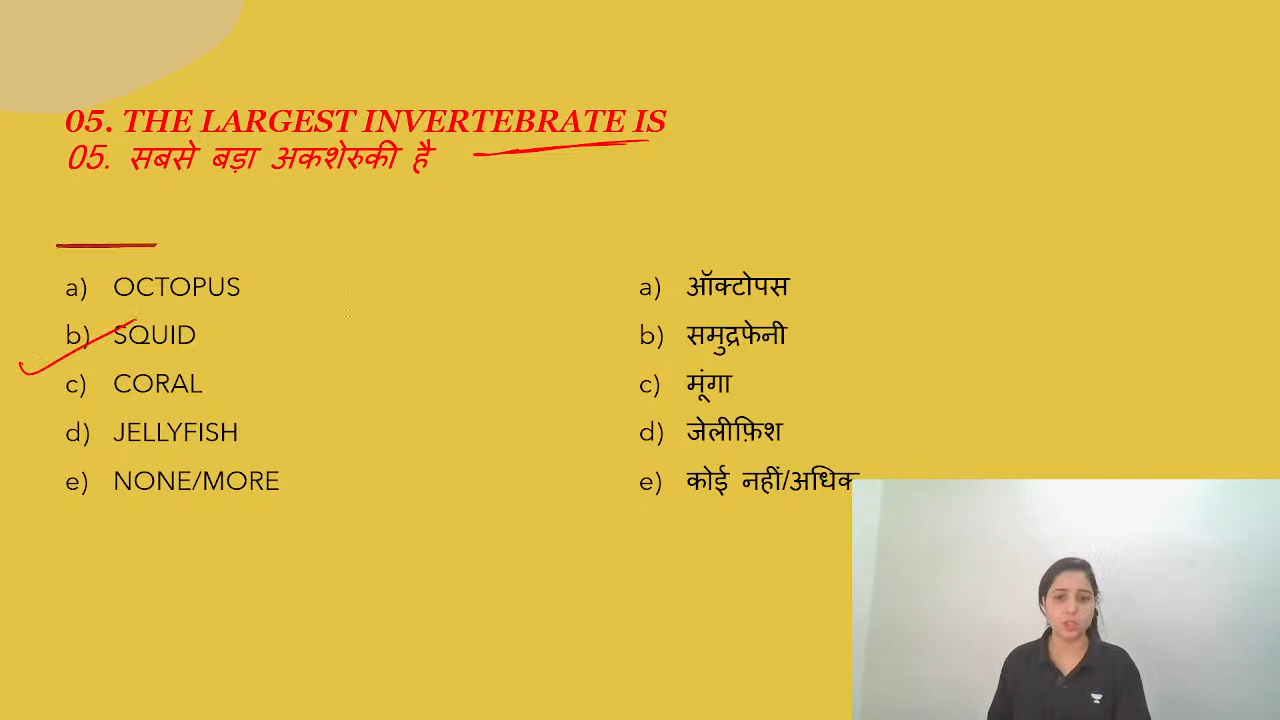 05. THE LARGEST INVERTEBRATE IS
05. सबसे बड़ा अकशेरुकी है
a) OCTOPUS
b) SQUID
c) CORAL
d) JELLYFISH
e) NONE/MORE
a) ऑक्टोपस
b) समुद्रफेनी
c) मूंगा
d) जेलीफ़िश
e) कोई नहीं/अधिक